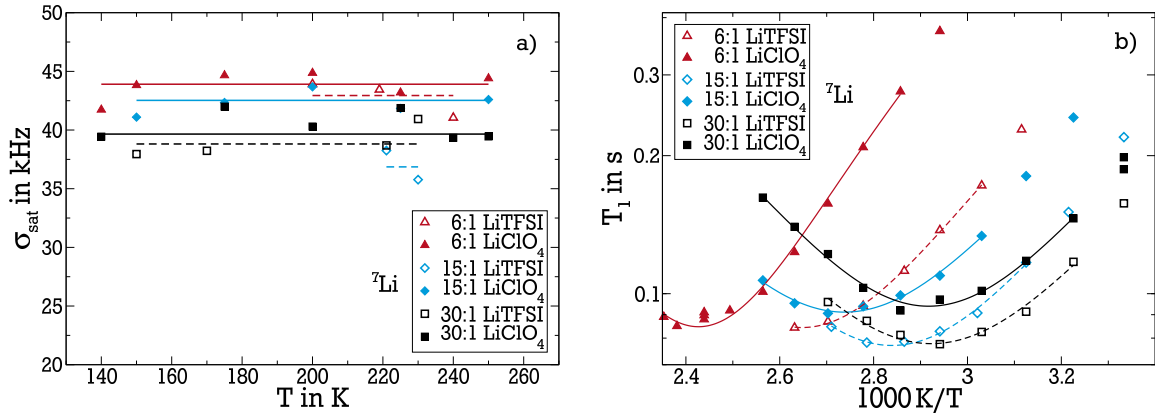 50
45
40
35
30
25
20
σsat in kHz
a)
⁷Li
6:1 LiTFSI
6:1 LiClO₄
15:1 LiTFSI
15:1 LiClO₄
30:1 LiTFSI
30:1 LiClO₄
140 160 180 200 220 240 260
T in K
0.3
0.2
0.1
T₁ in s
b)
6:1 LiTFSI
6:1 LiClO₄
15:1 LiTFSI
15:1 LiClO₄
30:1 LiTFSI
30:1 LiClO₄
⁷Li
2.4 2.6 2.8 3 3.2
1000 K/T